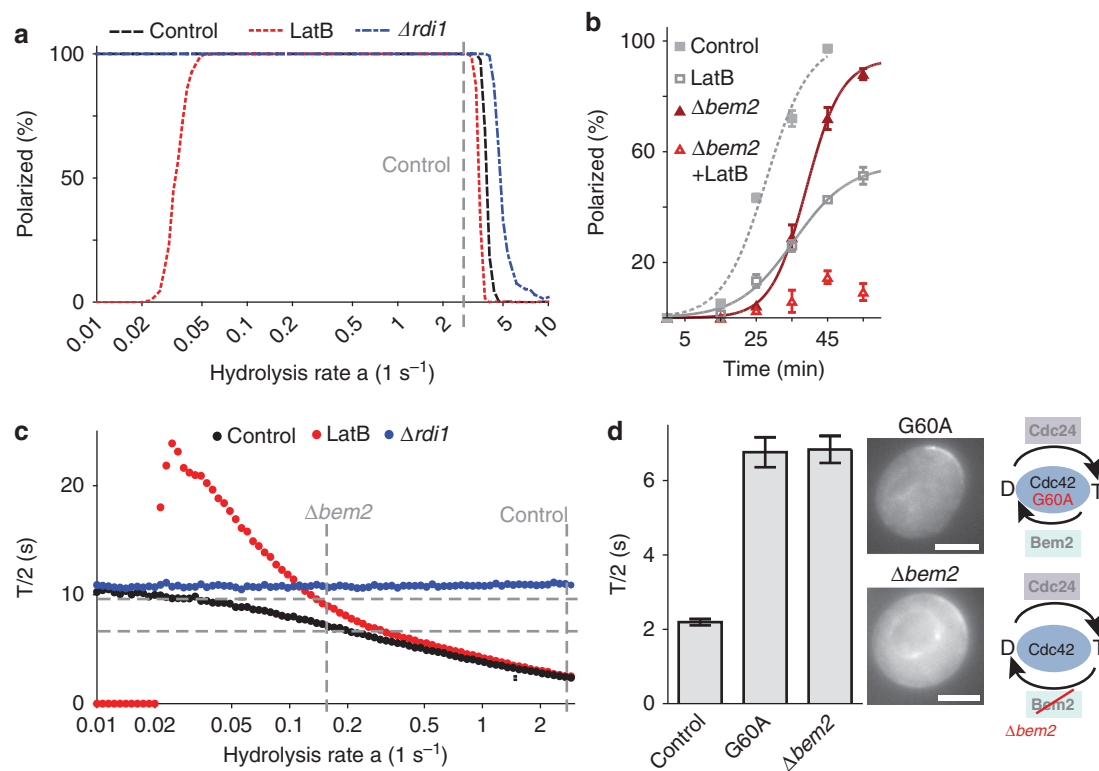 a
Control LatB Δrdi1
100
50
0
Polarized (%)
Control
0.01 0.02 0.05 0.1 0.2 0.5 1 2 5 10
Hydrolysis rate a (1 s⁻¹)
b
100
60
20
Polarized (%)
Control
LatB
Δbem2
Δbem2
+LatB
5 25 45
Time (min)
c
Control LatB Δrdi1
20
10
0
T/2 (s)
Δbem2
Control
0.01 0.02 0.05 0.1 0.2 0.5 1 2
Hydrolysis rate a (1 s⁻¹)
d
6
4
2
0
T/2 (s)
Control G60A Δbem2
G60A
Δbem2
Cdc24
D Cdc42 T
G60A
Bem2
Cdc24
D Cdc42 T
Bem2
Δbem2